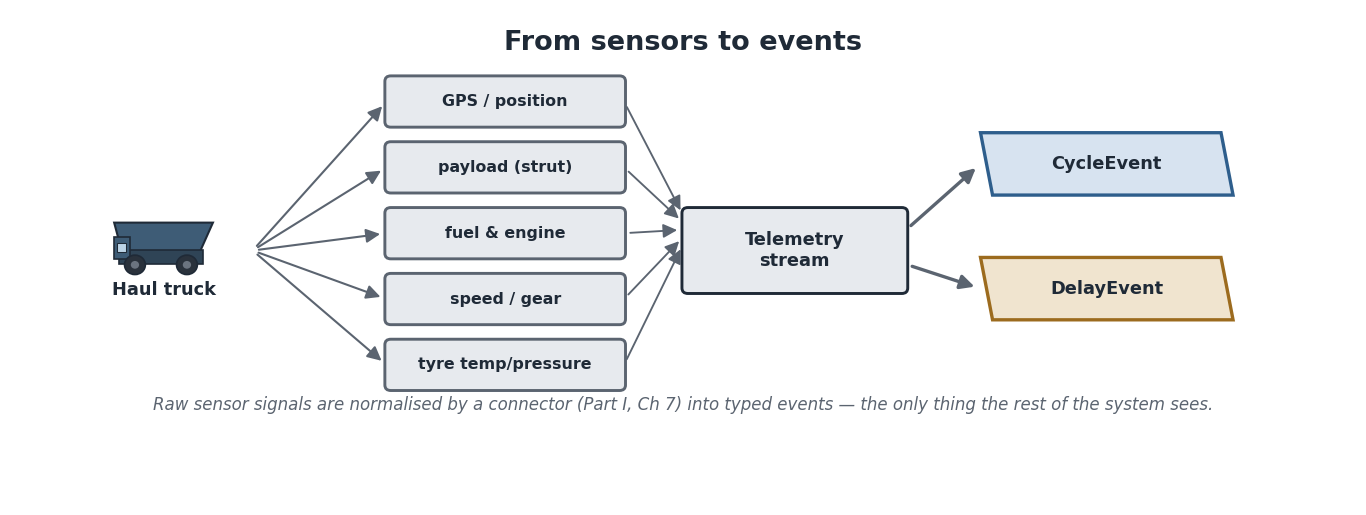 From sensors to events
GPS / position
payload (strut)
fuel & engine
speed / gear
tyre temp/pressure
Haul truck
Telemetry
stream
CycleEvent
DelayEvent
Raw sensor signals are normalised by a connector (Part I, Ch 7) into typed events — the only thing the rest of the system sees.